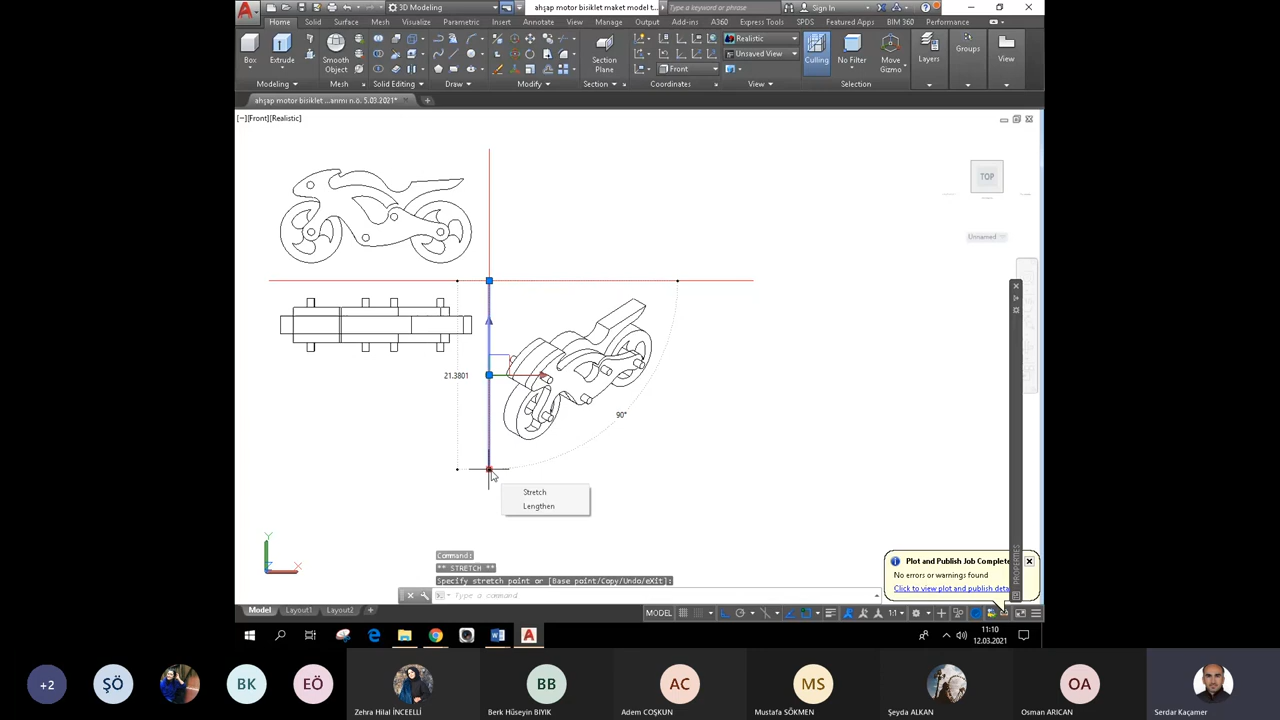 3D Modeling
ahşap motor bisiklet maket model t...
Type a keyword or phrase
Sign In
Home
Solid
Surface
Mesh
Visualize
Parametric
Insert
Annotate
View
Manage
Output
Add-ins
A360
Express Tools
SPDS
Featured Apps
BIM 360
Performance
Box
Extrude
Smooth
Object
Section
Plane
Realistic
Unsaved View
Front
Culling
No Filter
Move
Gizmo
Layers
Groups
View
Modeling
Mesh
Solid Editing
Draw
Modify
Section
Coordinates
View
Selection
ahşap motor bisiklet ...arımı n.o. 5.03.2021*
[−][Front][Realistic]
TOP
Unnamed
21.3801
90°
Stretch
Lengthen
Y
X
Z
Command:
** STRETCH **
Specify stretch point or [Base point/Copy/Undo/eXit]:
Type a command
PROPERTIES
Plot and Publish Job Complete
No errors or warnings found
Click to view plot and publish deta
Model
Layout1
Layout2
MODEL
1:1
11:10
12.03.2021
+2
ŞÖ
BK
EÖ
BB
AC
MS
OA
Zehra Hilal İNCEELLİ
Berk Hüseyin BIYIK
Adem COŞKUN
Mustafa SÖKMEN
Şeyda ALKAN
Osman ARICAN
Serdar Kaçamer